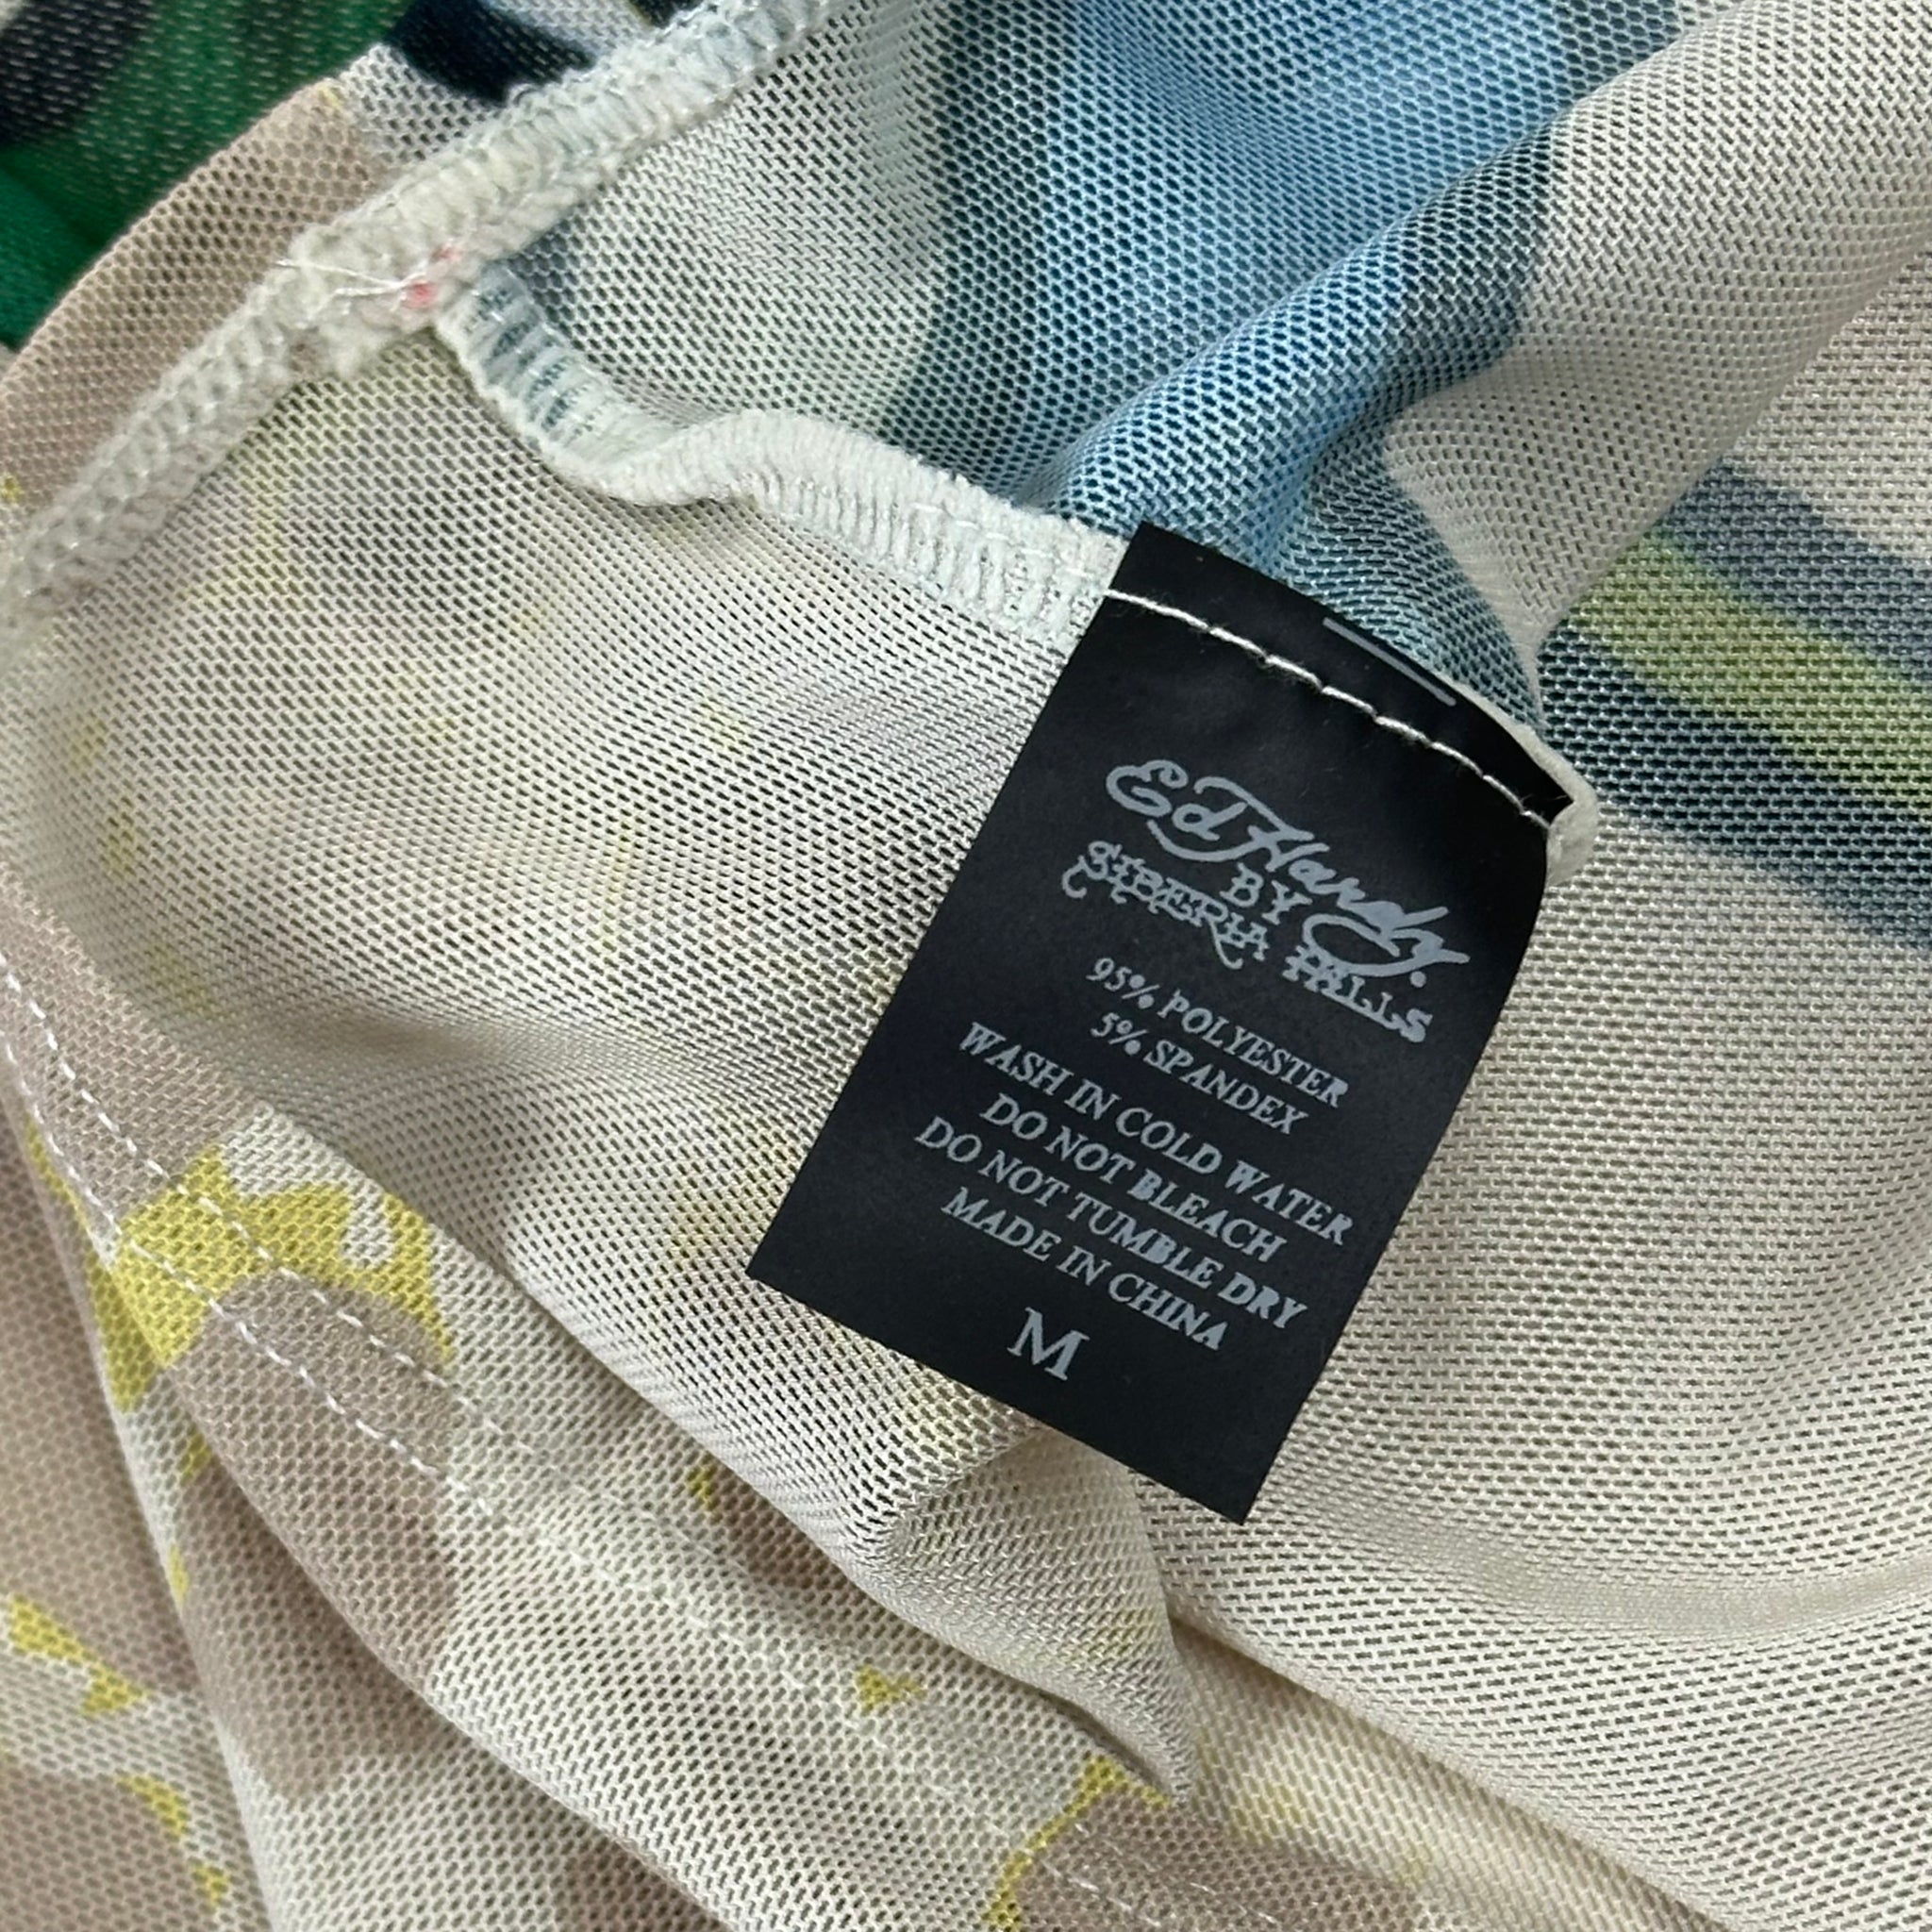 Ed Hardy
BY
SIBERIA HILLS
95% POLYESTER
5% SPANDEX
WASH IN COLD WATER
DO NOT BLEACH
DO NOT TUMBLE DRY
MADE IN CHINA
M